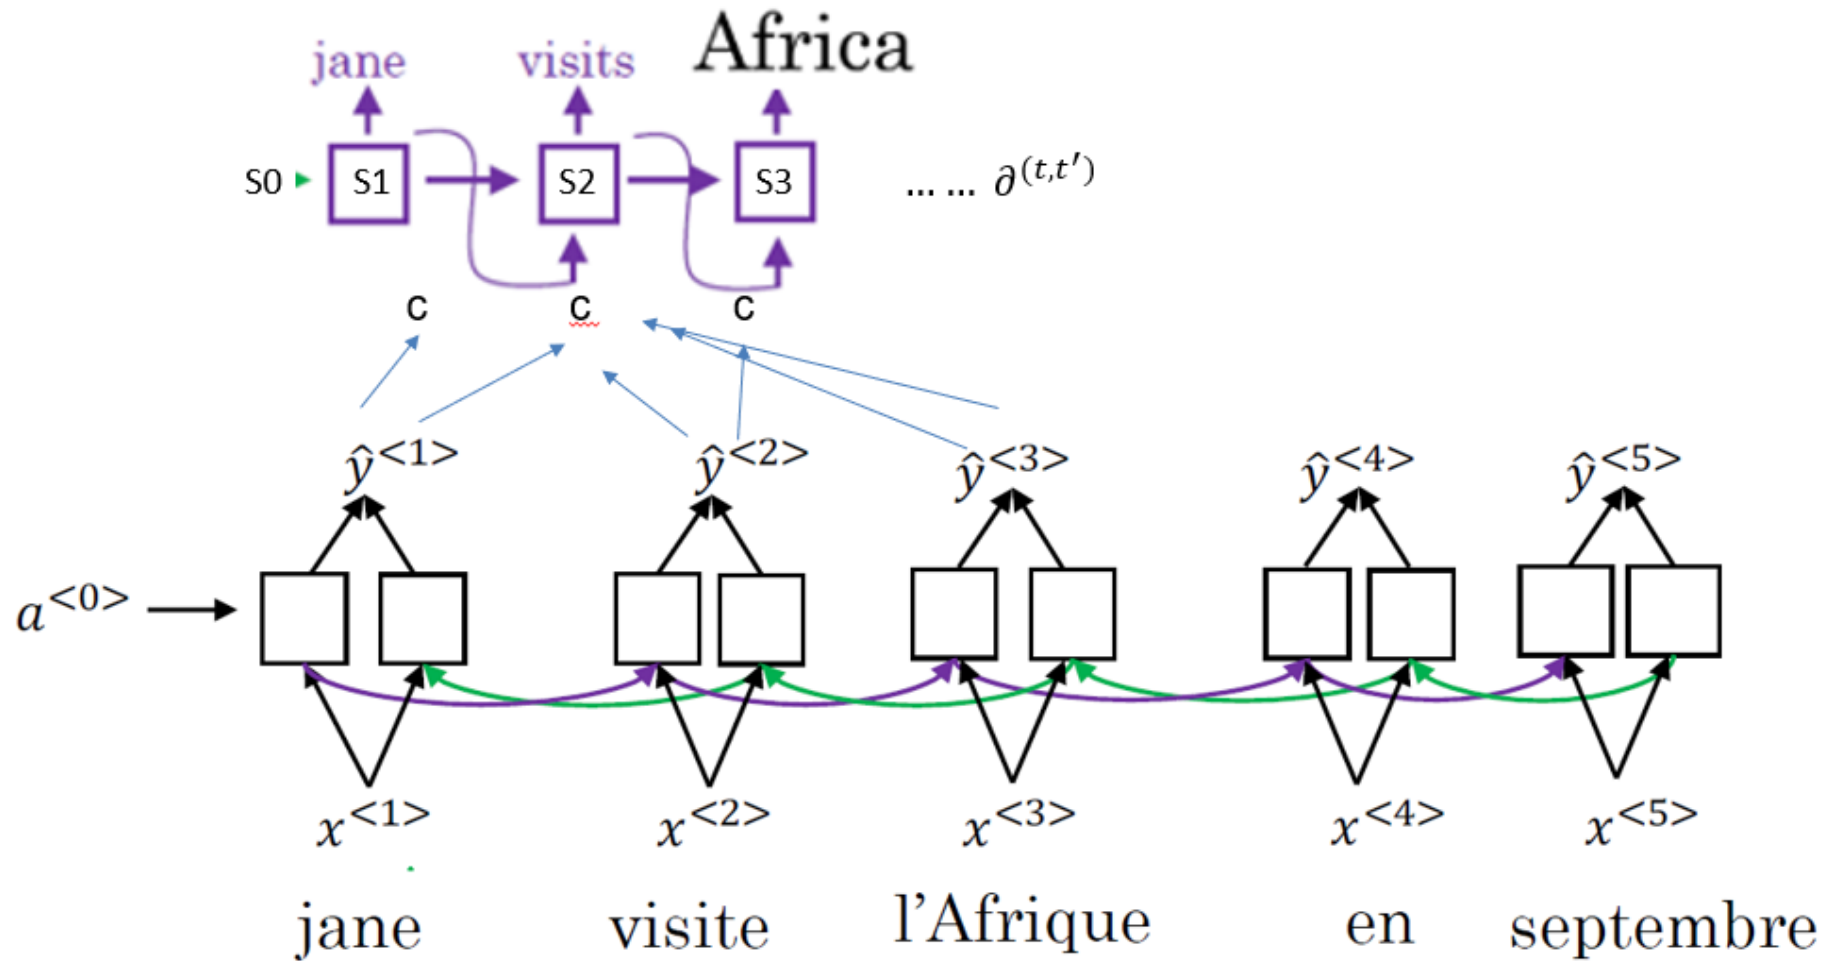 jane visits Africa
S0 S1 S2 S3 ... ... ∂^(t,t′)
c c c
ŷ^<1> ŷ^<2> ŷ^<3> ŷ^<4> ŷ^<5>
a^<0>
x^<1> x^<2> x^<3> x^<4> x^<5>
jane visite l'Afrique en septembre